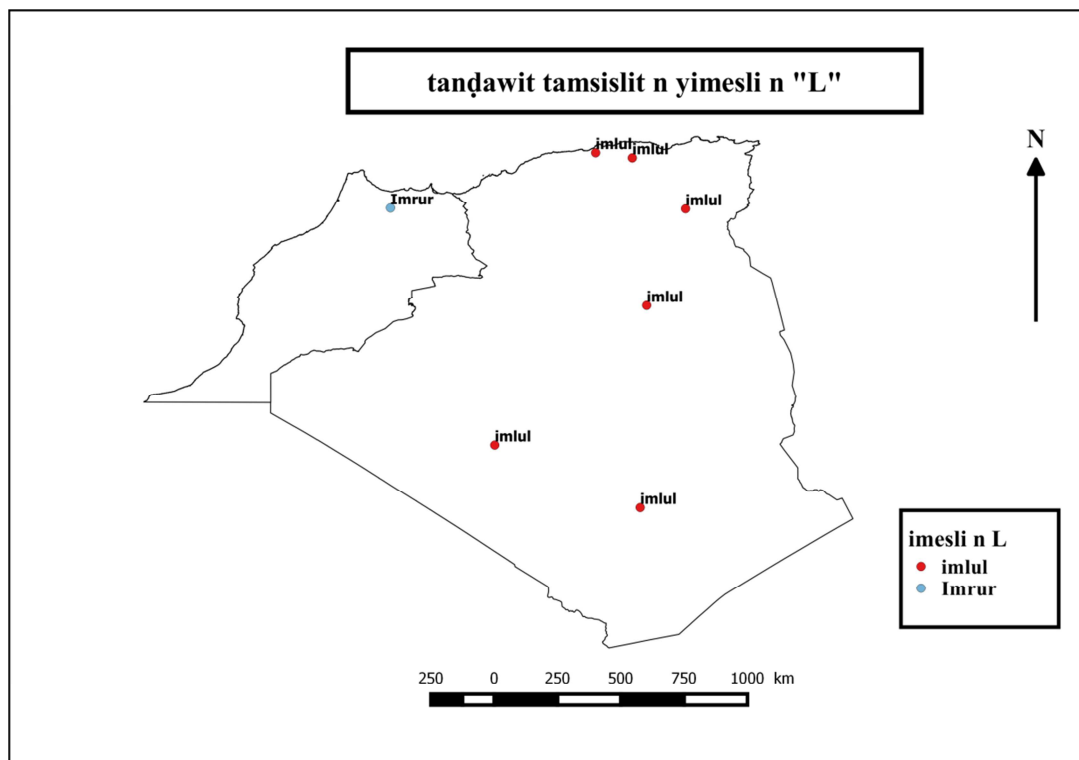 tanḍawit tamsislit n yimesli n "L"
N
imlul
imlul
Imrur
imlul
imlul
imlul
imlul
imesli n L
imlul
Imrur
250 0 250 500 750 1000 km